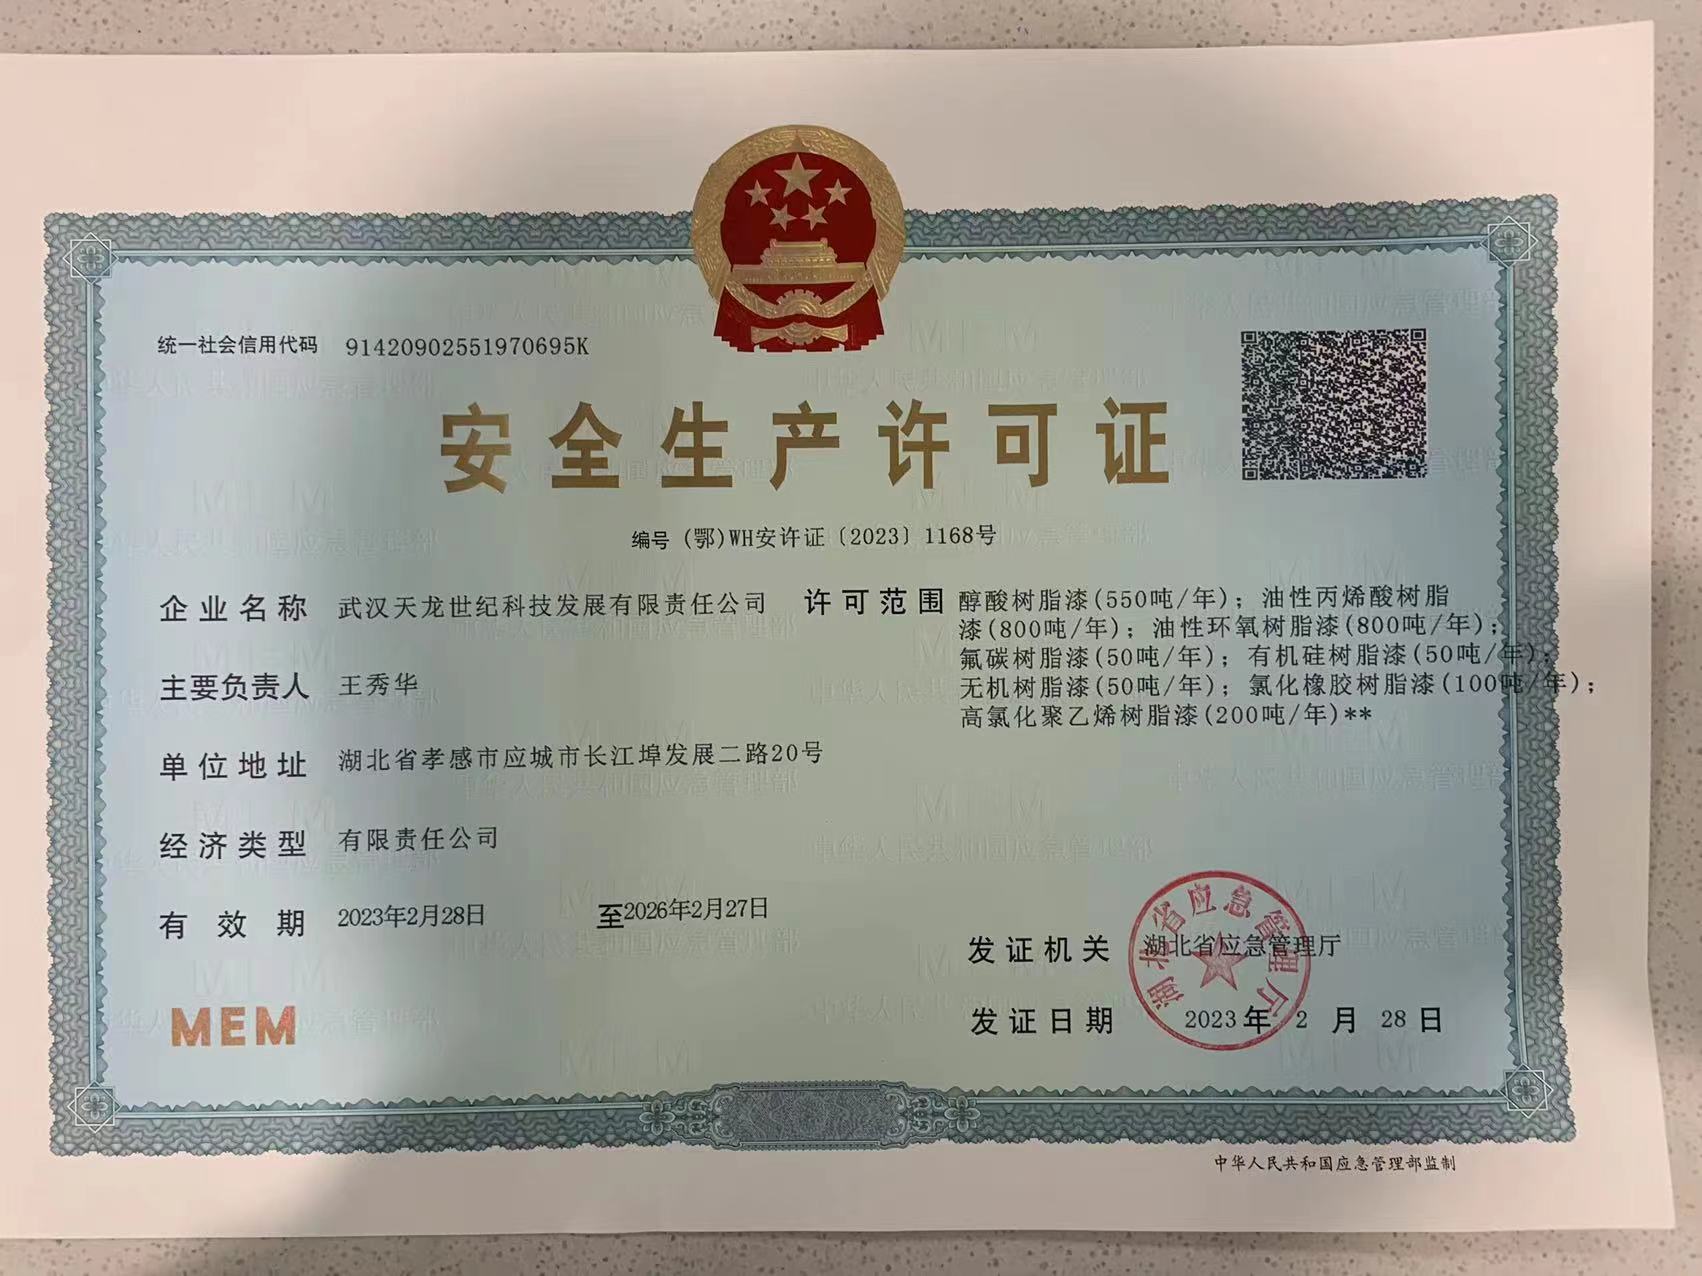 统一社会信用代码 91420902551970695K
安全生产许可证
编号 (鄂)WH安许证〔2023〕1168号
企业名称 武汉天龙世纪科技发展有限责任公司
主要负责人 王秀华
单位地址 湖北省孝感市应城市长江埠发展二路20号
经济类型 有限责任公司
有效期 2023年2月28日 至2026年2月27日
许可范围 醇酸树脂漆(550吨/年)；油性丙烯酸树脂
漆(800吨/年)；油性环氧树脂漆(800吨/年)；
氟碳树脂漆(50吨/年)；有机硅树脂漆(50吨/年)；
无机树脂漆(50吨/年)；氯化橡胶树脂漆(100吨/年)；
高氯化聚乙烯树脂漆(200吨/年)**
发证机关 湖北省应急管理厅
湖北省应急管理厅
发证日期 2023年2月28日
MEM
中华人民共和国应急管理部监制